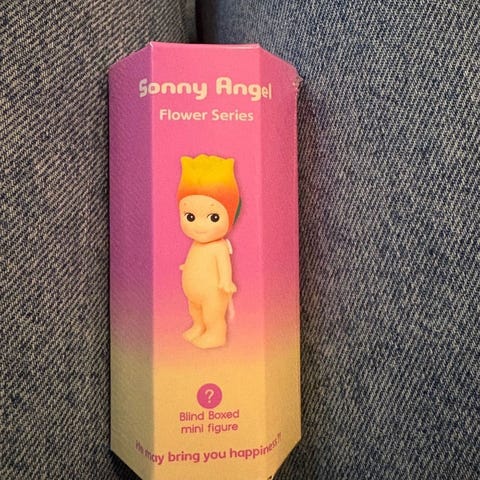 Sonny Angel
Flower Series
?
Blind Boxed
mini figure
He may bring you happiness.